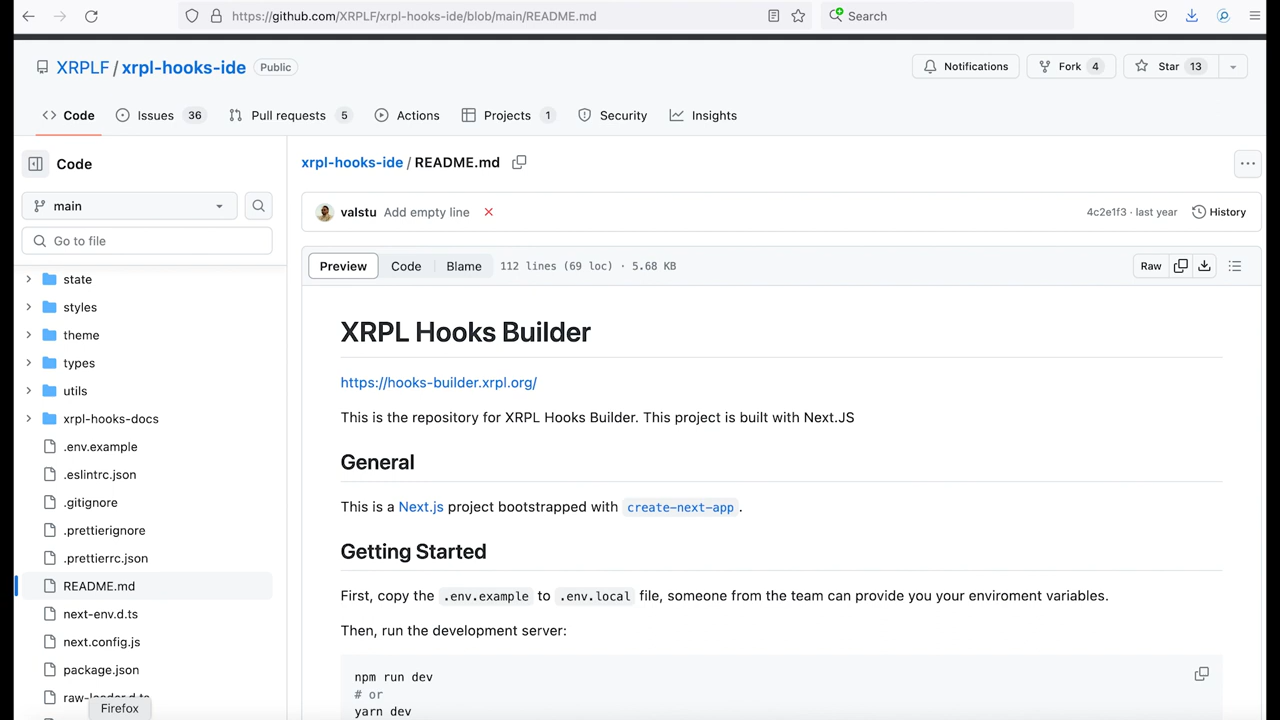 https://github.com/XRPLF/xrpl-hooks-ide/blob/main/README.md
Search
XRPLF / xrpl-hooks-ide Public
Notifications Fork 4 Star 13
Code Issues 36 Pull requests 5 Actions Projects 1 Security Insights
Code
main
Go to file
state
styles
theme
types
utils
xrpl-hooks-docs
.env.example
.eslintrc.json
.gitignore
.prettierignore
.prettierrc.json
README.md
next-env.d.ts
next.config.js
package.json
raw-loader.d.ts
Firefox
xrpl-hooks-ide / README.md
valstu Add empty line
4c2e1f3 · last year History
Preview Code Blame 112 lines (69 loc) · 5.68 KB
Raw
XRPL Hooks Builder
https://hooks-builder.xrpl.org/
This is the repository for XRPL Hooks Builder. This project is built with Next.JS
General
This is a Next.js project bootstrapped with create-next-app.
Getting Started
First, copy the .env.example to .env.local file, someone from the team can provide you your enviroment variables.
Then, run the development server:
npm run dev
# or
yarn dev